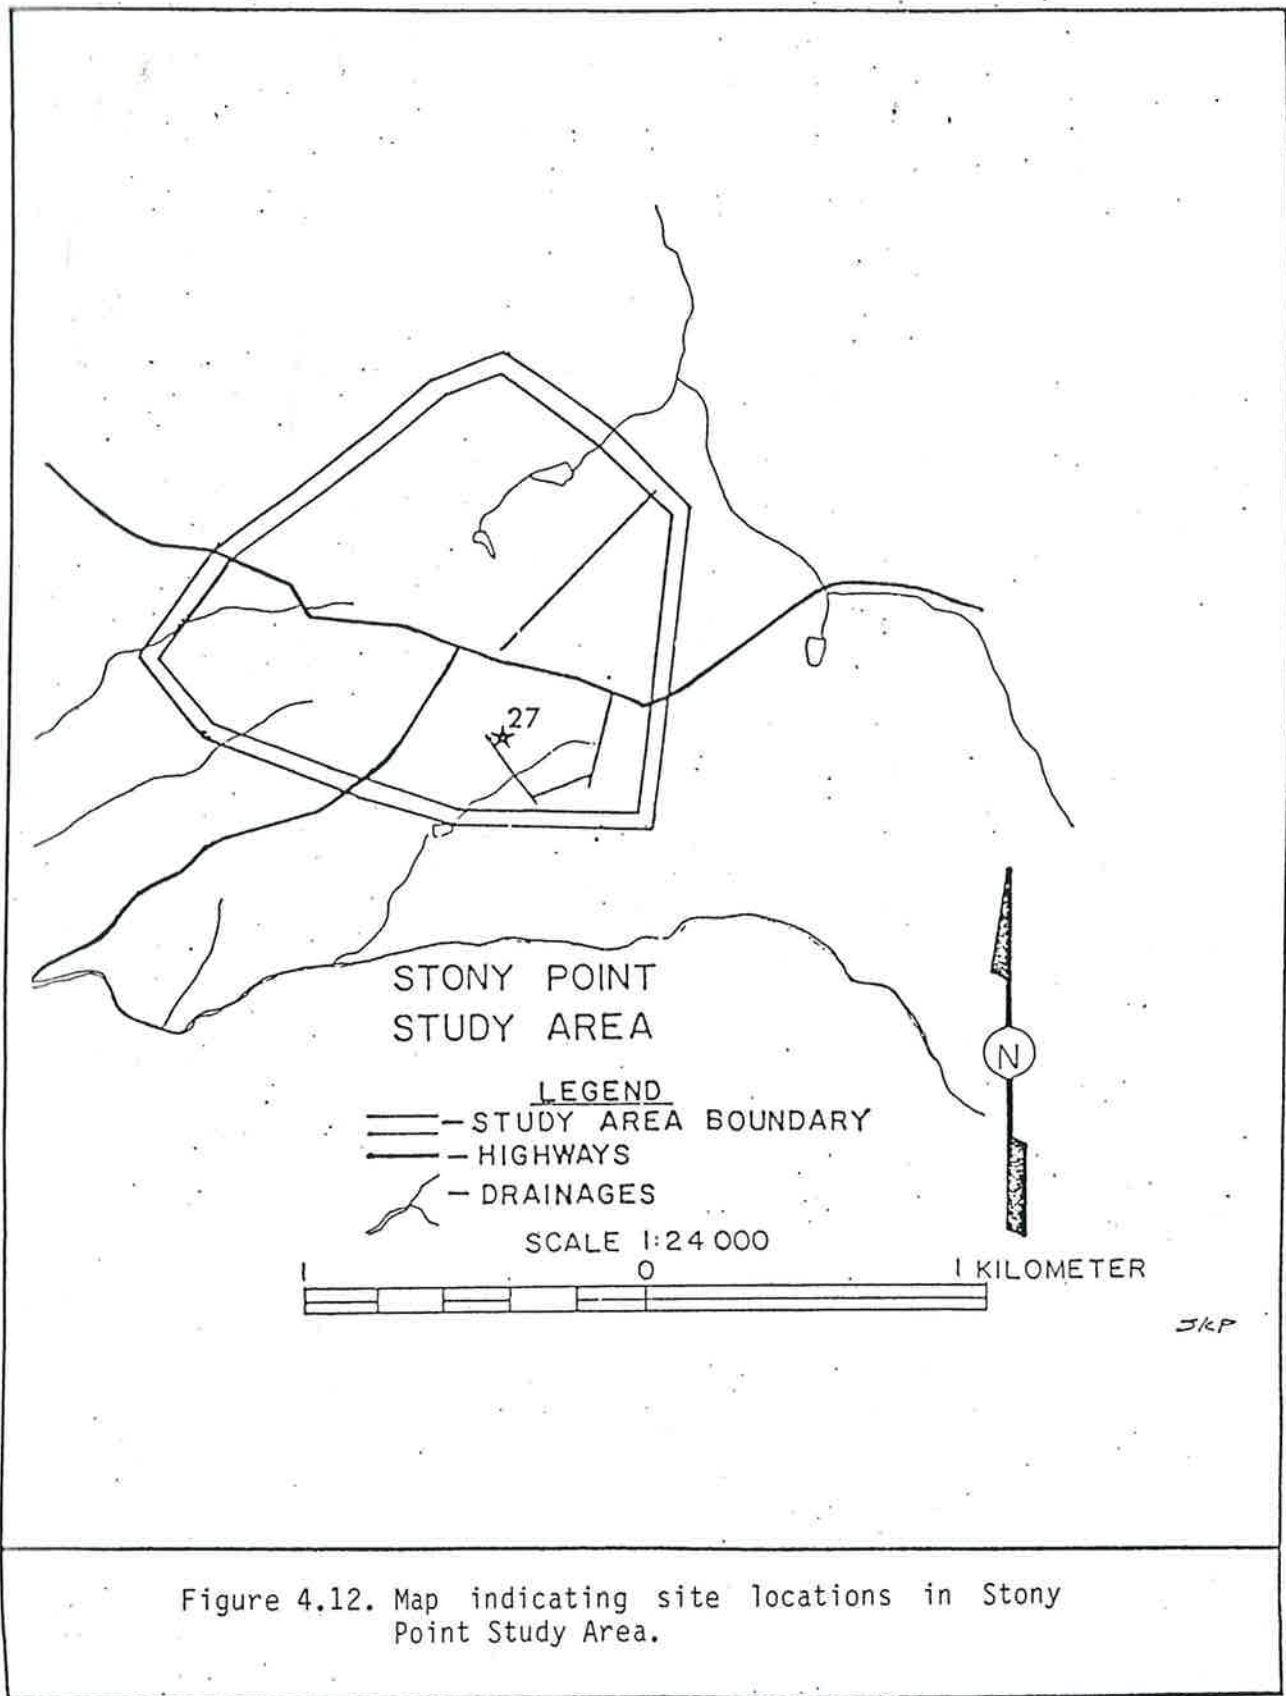 27
STONY POINT
STUDY AREA
LEGEND
— STUDY AREA BOUNDARY
— HIGHWAYS
— DRAINAGES
N
SCALE 1:24 000
1 0 1 KILOMETER
JKP
Figure 4.12. Map indicating site locations in Stony
Point Study Area.